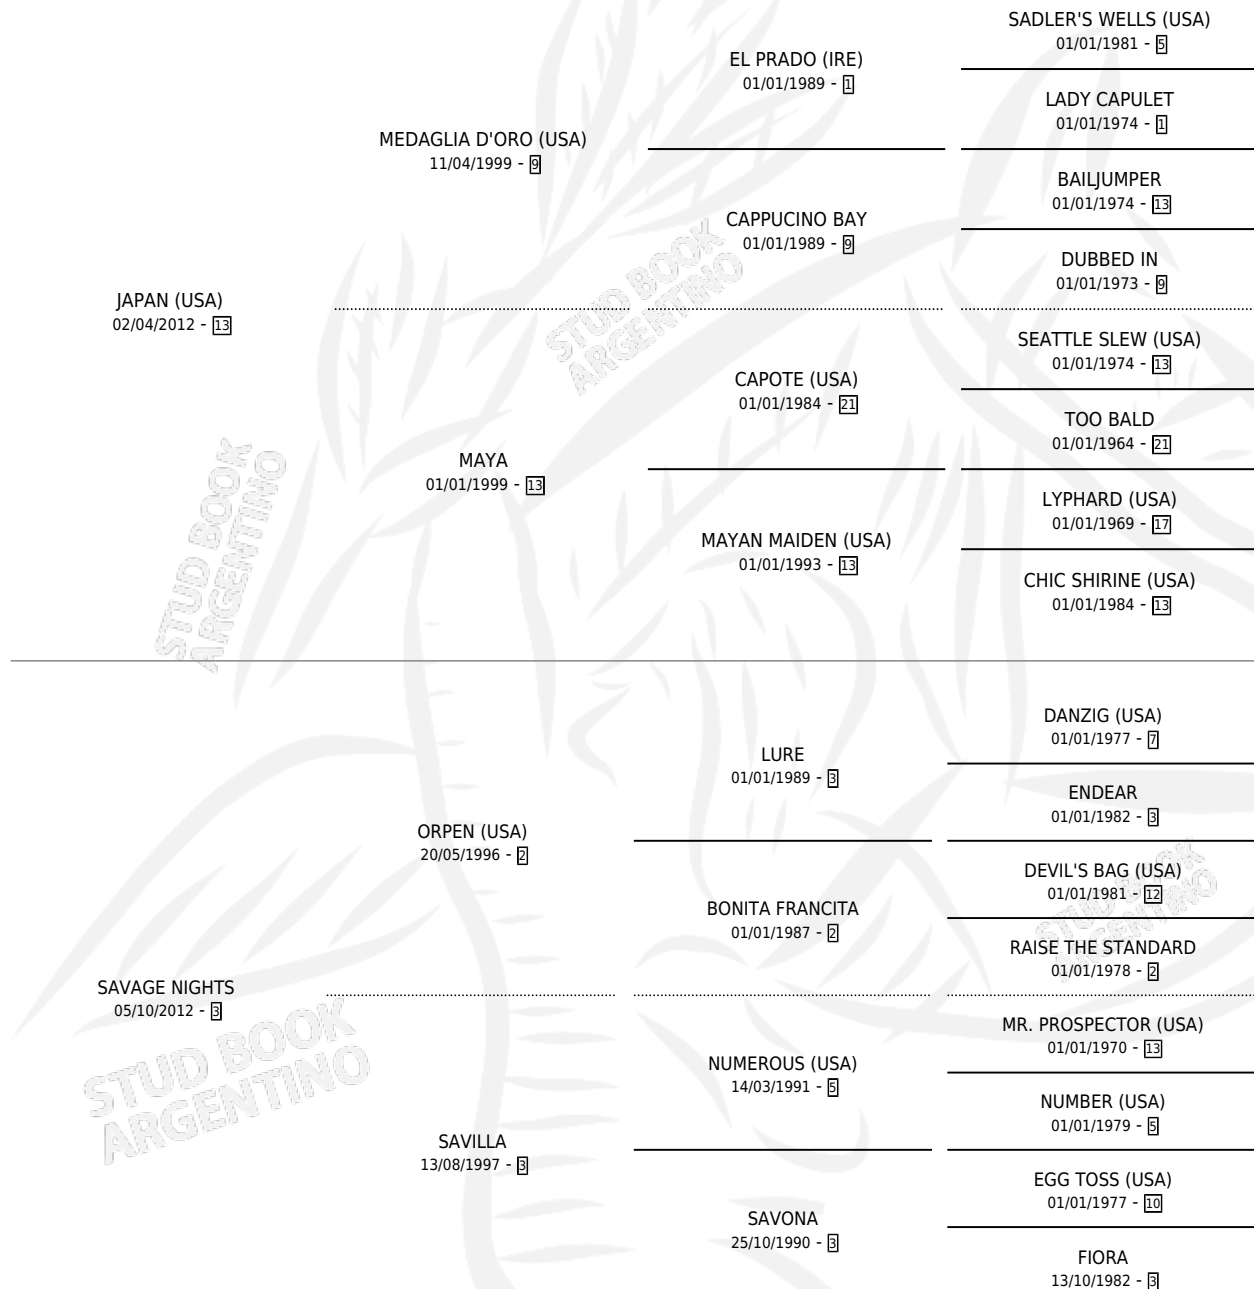 SADLER'S WELLS (USA)
01/01/1981 - 5
EL PRADO (IRE)
01/01/1989 - 1
LADY CAPULET
01/01/1974 - 1
MEDAGLIA D'ORO (USA)
11/04/1999 - 9
BAILJUMPER
01/01/1974 - 13
CAPPUCINO BAY
01/01/1989 - 9
DUBBED IN
01/01/1973 - 9
JAPAN (USA)
02/04/2012 - 13
SEATTLE SLEW (USA)
01/01/1974 - 13
CAPOTE (USA)
01/01/1984 - 21
TOO BALD
01/01/1964 - 21
MAYA
01/01/1999 - 13
LYPHARD (USA)
01/01/1969 - 17
MAYAN MAIDEN (USA)
01/01/1993 - 13
CHIC SHIRINE (USA)
01/01/1984 - 13
DANZIG (USA)
01/01/1977 - 7
LURE
01/01/1989 - 3
ENDEAR
01/01/1982 - 3
ORPEN (USA)
20/05/1996 - 2
DEVIL'S BAG (USA)
01/01/1981 - 12
BONITA FRANCITA
01/01/1987 - 2
RAISE THE STANDARD
01/01/1978 - 2
SAVAGE NIGHTS
05/10/2012 - 3
MR. PROSPECTOR (USA)
01/01/1970 - 13
NUMEROUS (USA)
14/03/1991 - 5
NUMBER (USA)
01/01/1979 - 5
SAVILLA
13/08/1997 - 3
EGG TOSS (USA)
01/01/1977 - 10
SAVONA
25/10/1990 - 3
FIORA
13/10/1982 - 3
STUD BOOK
ARGENTINO
STUD BOOK
ARGENTINO
STUD BOOK
ARGENTINO
STUD BOOK
ARGENTINO